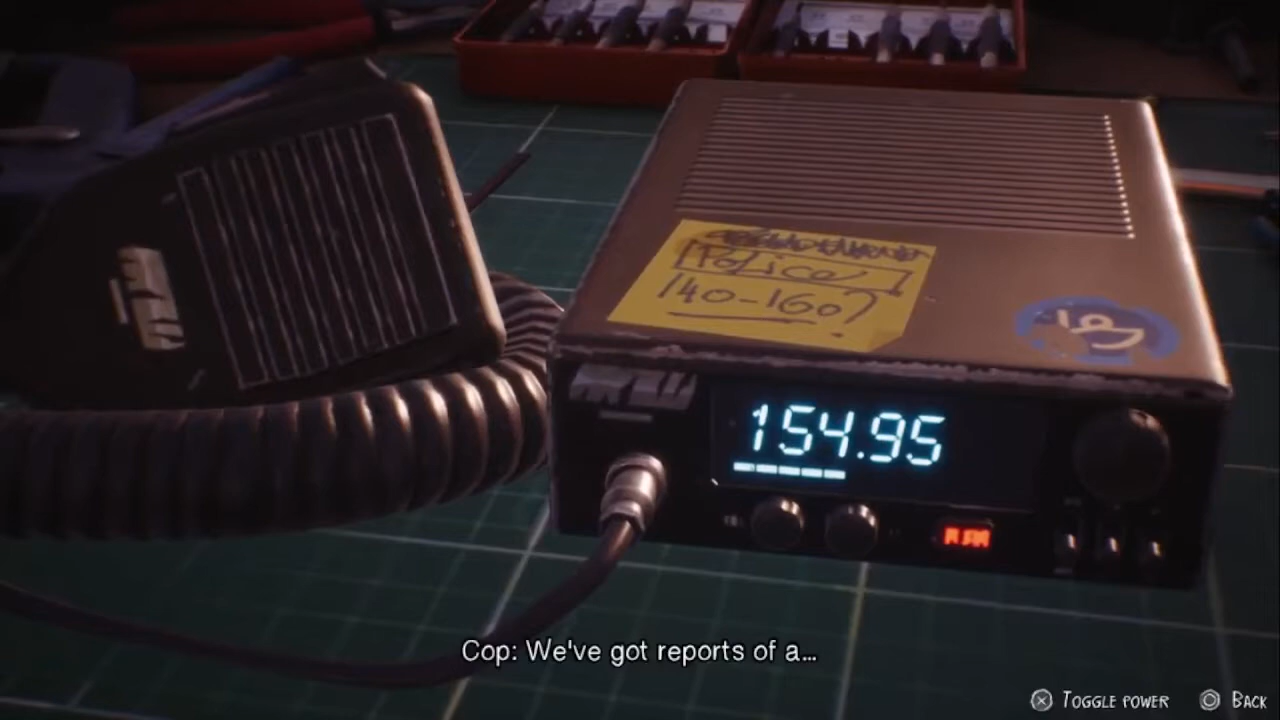 [Police]
140-160?
154.95
Cop: We've got reports of a...
TOGGLE POWER
BACK